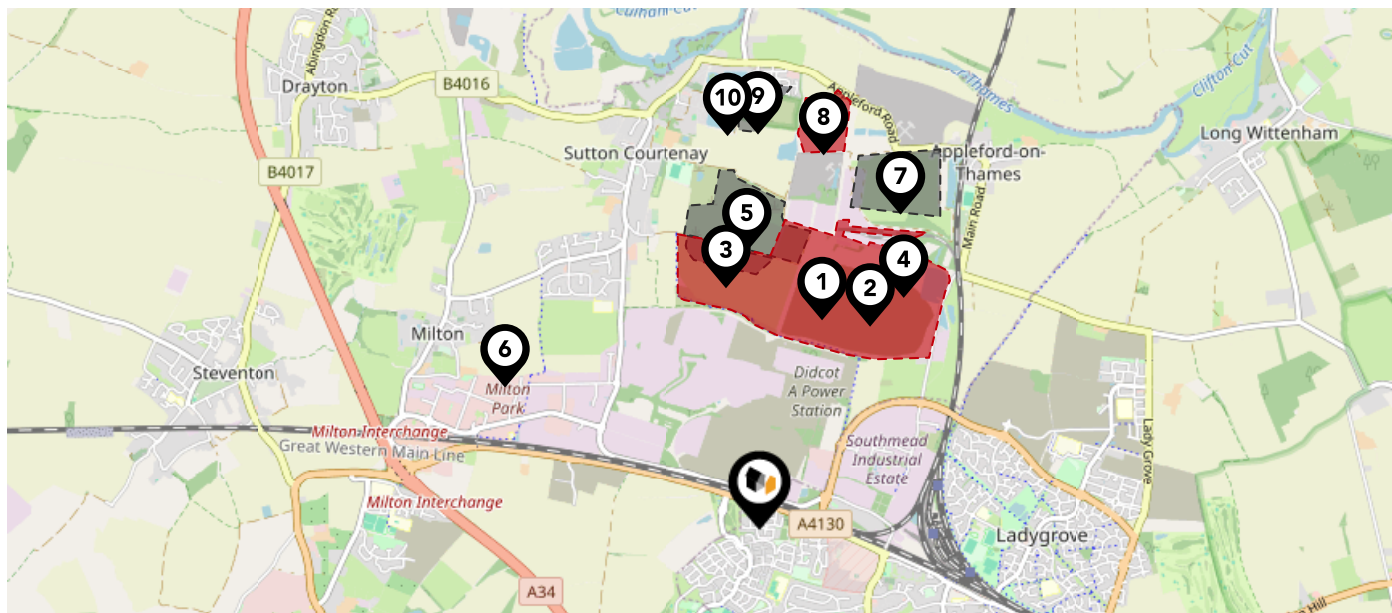 Culham Cut
Abingdon Ro
Drayton
B4016
10
9
8
Appleford Road
Thames
Clifton Cut
Long Wittenham
Sutton Courtenay
Appleford-on-
Thames
B4017
7
5
Main Road
3
4
1
2
Milton
6
Steventon
Milton
Park
Didcot
A Power
Station
Milton Interchange
Great Western Main Line
Southmead
Industrial
Estate
Lady Grove
Milton Interchange
A4130
Ladygrove
A34
Hill